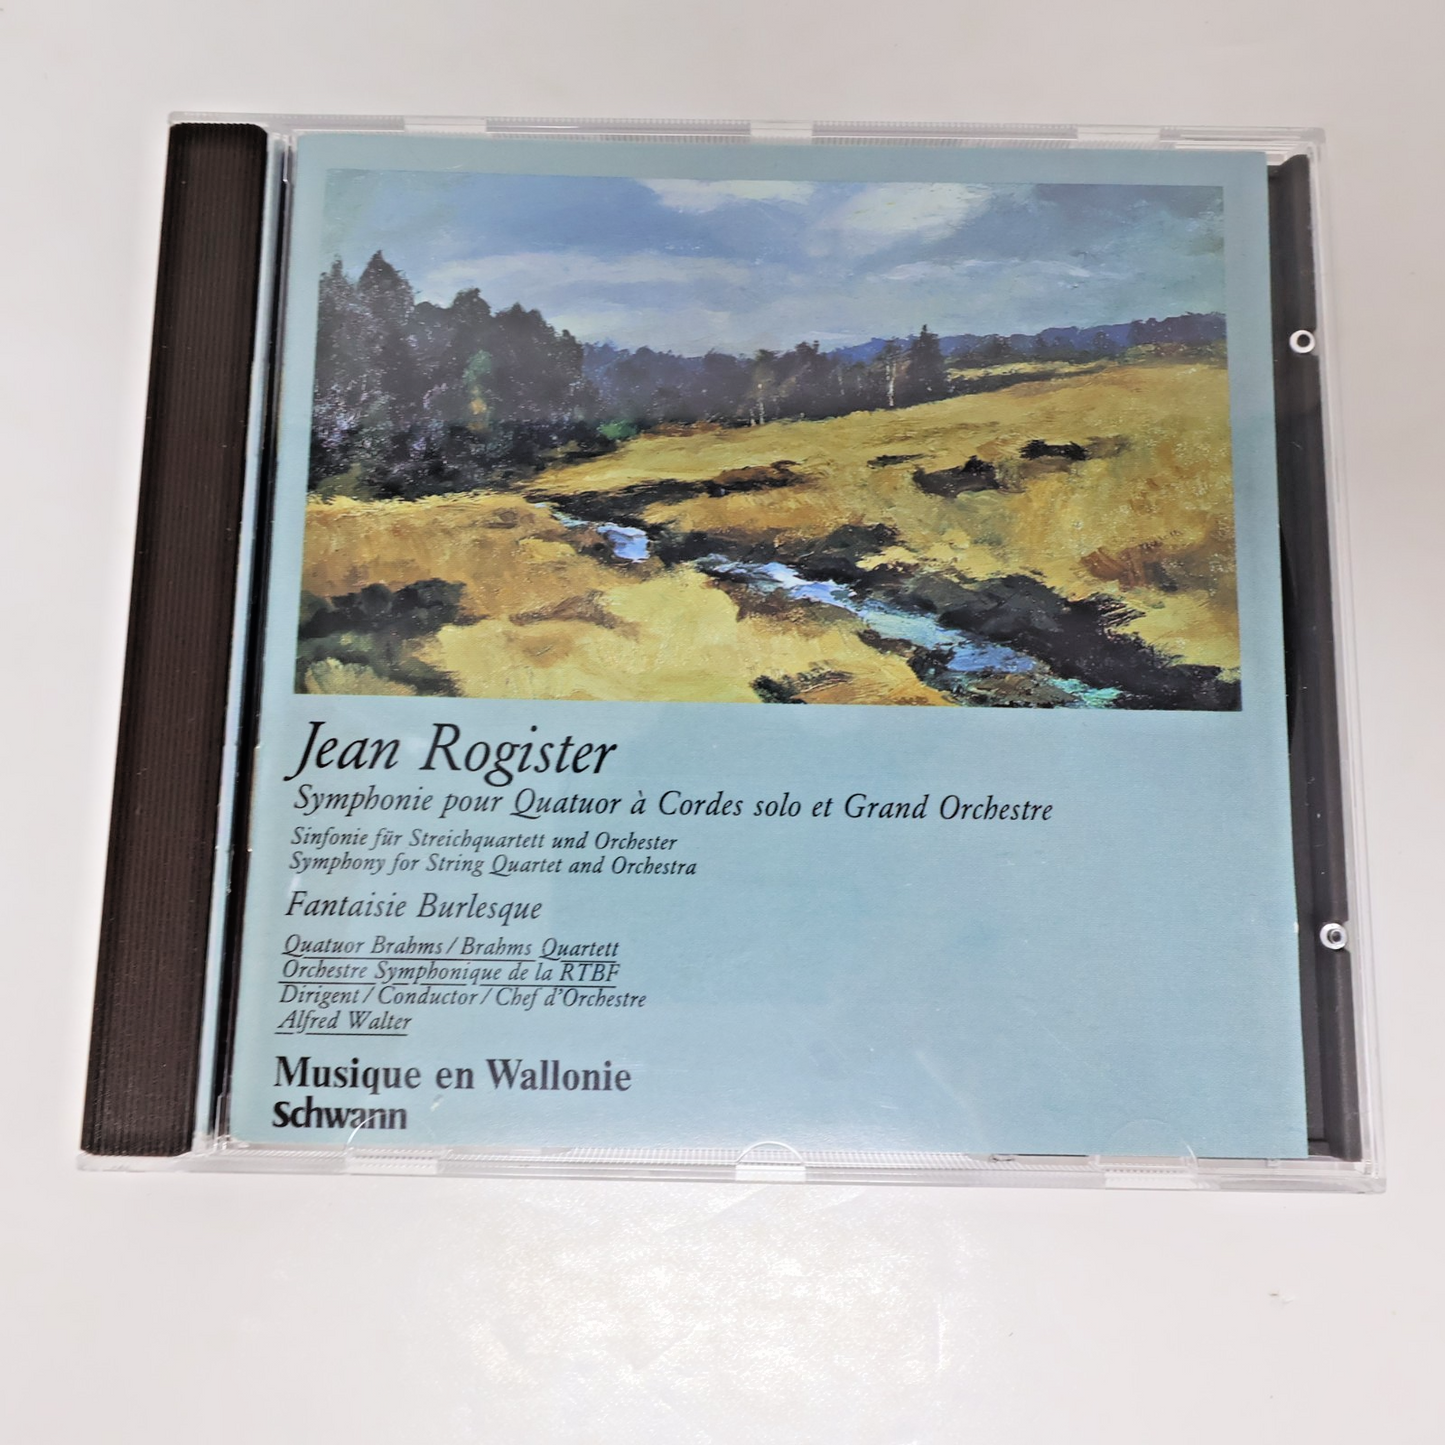 Jean Rogister
Symphonie pour Quatuor à Cordes solo et Grand Orchestre
Sinfonie für Streichquartett und Orchester
Symphony for String Quartet and Orchestra
Fantaisie Burlesque
Quatuor Brahms / Brahms Quartett
Orchestre Symphonique de la RTBF
Dirigent / Conductor / Chef d'Orchestre
Alfred Walter
Musique en Wallonie
Schwann